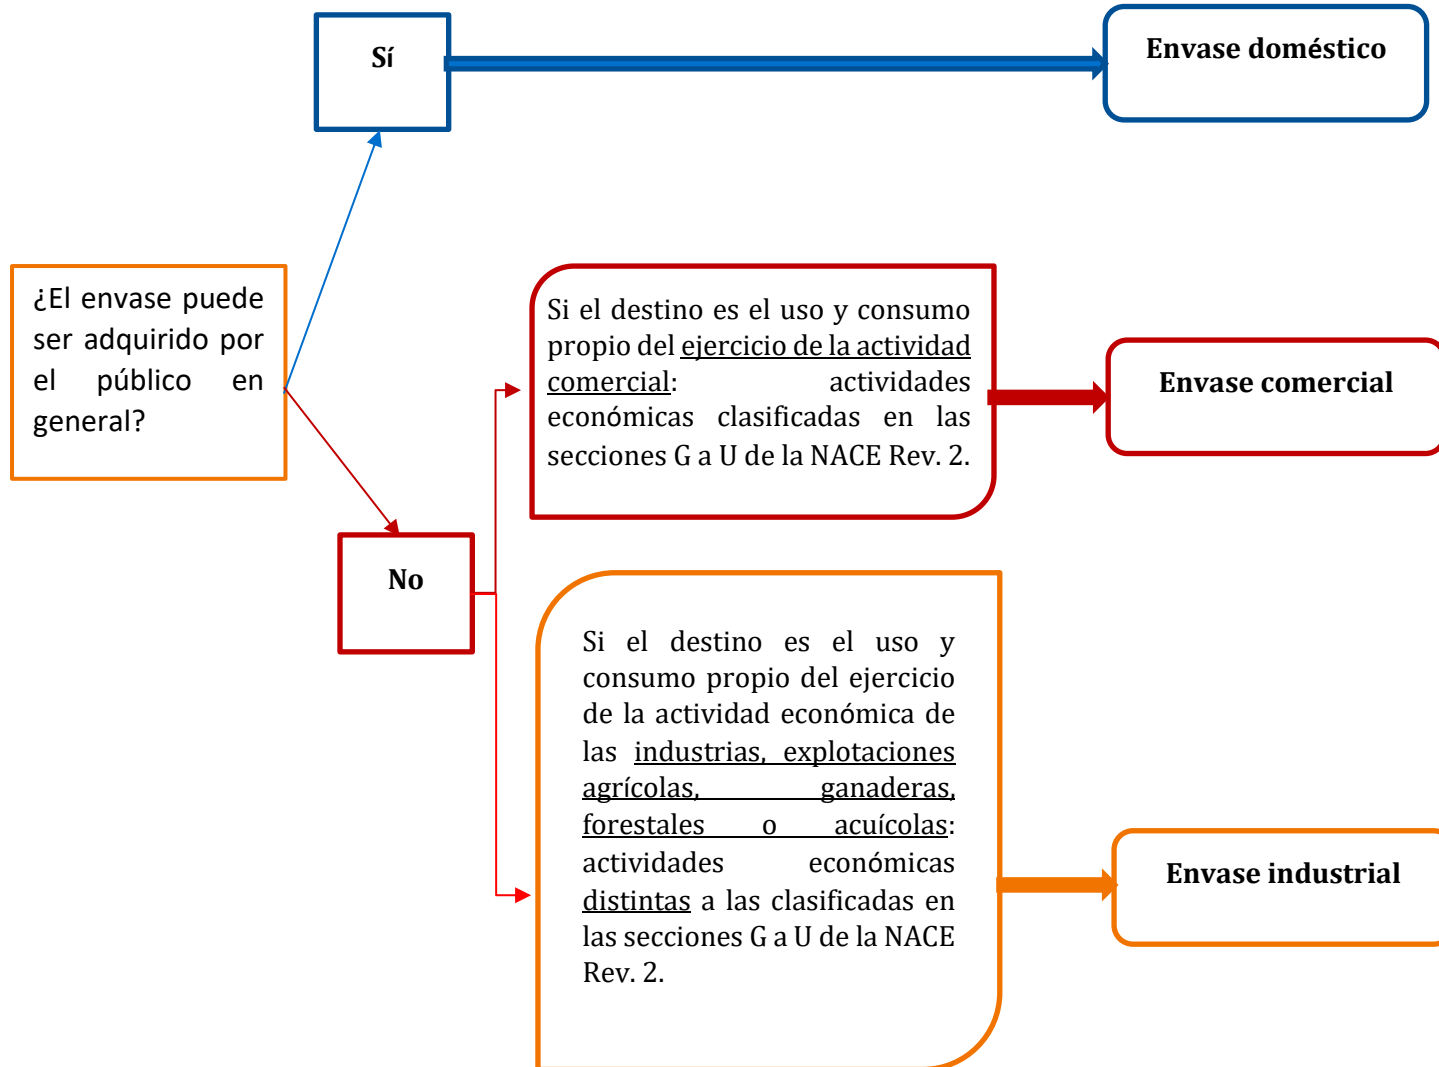 Sí
Envase doméstico
¿El envase puede
ser adquirido por
el público en
general?
Si el destino es el uso y consumo
propio del ejercicio de la actividad
comercial: actividades
económicas clasificadas en las
secciones G a U de la NACE Rev. 2.
Envase comercial
No
Si el destino es el uso y
consumo propio del ejercicio
de la actividad económica de
las industrias, explotaciones
agrícolas, ganaderas,
forestales o acuícolas:
actividades económicas
distintas a las clasificadas en
las secciones G a U de la NACE
Rev. 2.
Envase industrial